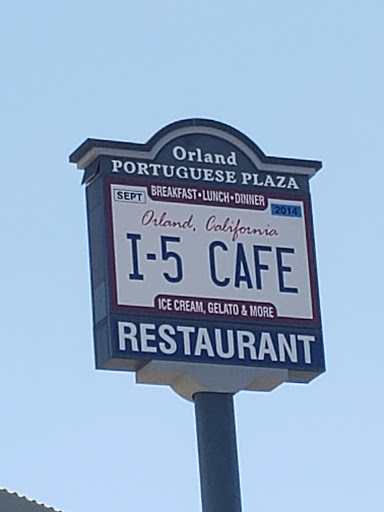 Orland
PORTUGUESE PLAZA
SEPT BREAKFAST•LUNCH•DINNER 2014
Orland, California
I-5 CAFE
ICE CREAM, GELATO & MORE
RESTAURANT